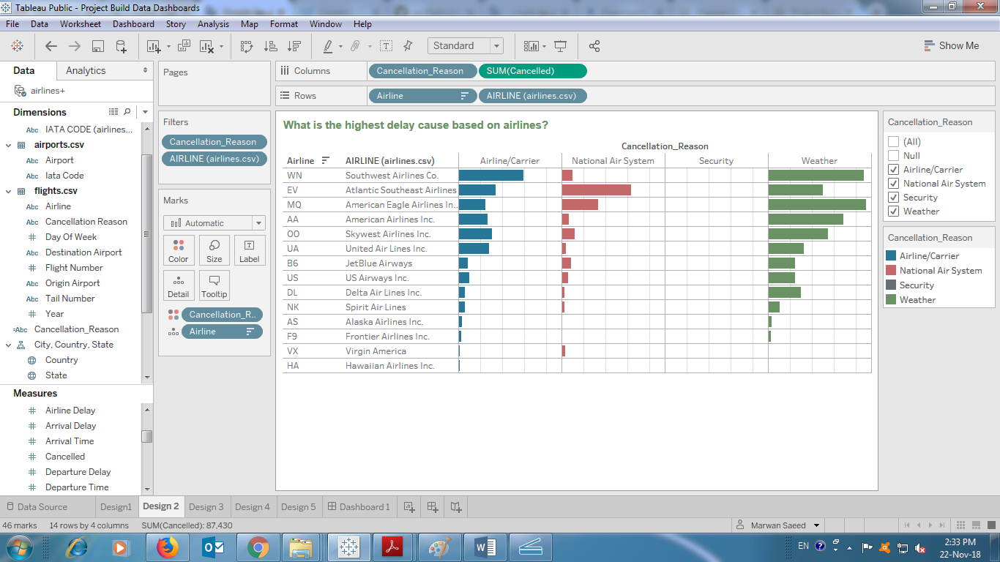 Tableau Public - Project Build Data Dashboards
File Data Worksheet Dashboard Story Analysis Map Format Window Help
Standard
Show Me
Data Analytics
airlines+
Dimensions
Abc IATA CODE (airlines...
airports.csv
Abc Airport
Abc Iata Code
flights.csv
Abc Airline
Abc Cancellation Reason
# Day Of Week
Abc Destination Airport
# Flight Number
Abc Origin Airport
Abc Tail Number
# Year
=Abc Cancellation_Reason
City, Country, State
Country
State
Measures
# Airline Delay
# Arrival Delay
# Arrival Time
# Cancelled
# Departure Delay
# Departure Time
Pages
Filters
Cancellation_Reason
AIRLINE (airlines.csv)
Marks
Automatic
Color Size Label
Detail Tooltip
Cancellation_R..
Airline
Columns Cancellation_Reason SUM(Cancelled)
Rows Airline AIRLINE (airlines.csv)
What is the highest delay cause based on airlines?
Cancellation_Reason
Airline AIRLINE (airlines.csv) Airline/Carrier National Air System Security Weather
WN Southwest Airlines Co.
EV Atlantic Southeast Airlines
MQ American Eagle Airlines In..
AA American Airlines Inc.
OO Skywest Airlines Inc.
UA United Air Lines Inc.
B6 JetBlue Airways
US US Airways Inc.
DL Delta Air Lines Inc.
NK Spirit Air Lines
AS Alaska Airlines Inc.
F9 Frontier Airlines Inc.
VX Virgin America
HA Hawaiian Airlines Inc.
Cancellation_Reason
(All)
Null
Airline/Carrier
National Air System
Security
Weather
Cancellation_Reason
Airline/Carrier
National Air System
Security
Weather
Data Source Design1 Design 2 Design 3 Design 4 Design 5 Dashboard 1
46 marks 14 rows by 4 columns SUM(Cancelled): 87,430 Marwan Saeed
EN 2:33 PM
22-Nov-18